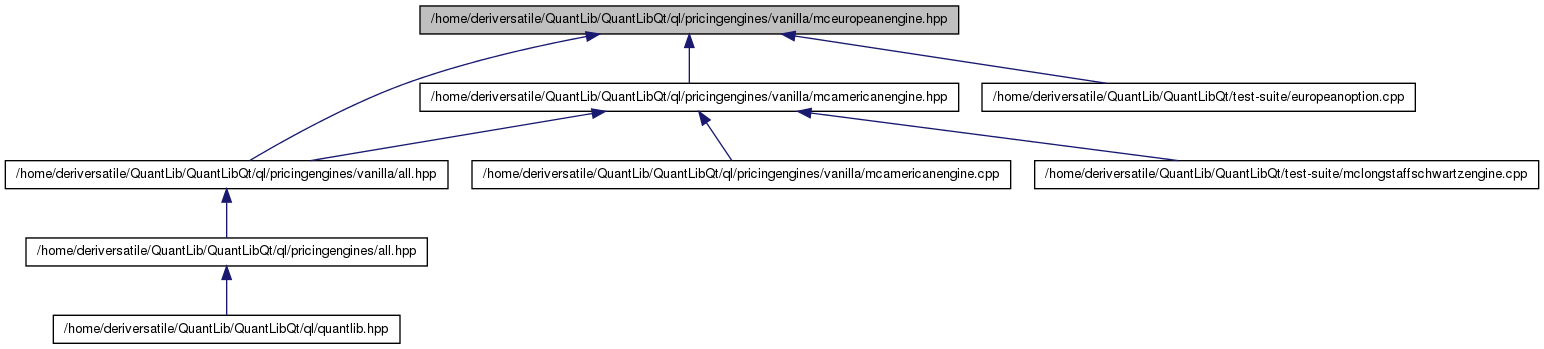 /home/deriversatile/QuantLib/QuantLibQt/ql/pricingengines/vanilla/mceuropeanengine.hpp
/home/deriversatile/QuantLib/QuantLibQt/ql/pricingengines/vanilla/mcamericanengine.hpp
/home/deriversatile/QuantLib/QuantLibQt/test-suite/europeanoption.cpp
/home/deriversatile/QuantLib/QuantLibQt/ql/pricingengines/vanilla/all.hpp
/home/deriversatile/QuantLib/QuantLibQt/ql/pricingengines/vanilla/mcamericanengine.cpp
/home/deriversatile/QuantLib/QuantLibQt/test-suite/mclongstaffschwartzengine.cpp
/home/deriversatile/QuantLib/QuantLibQt/ql/pricingengines/all.hpp
/home/deriversatile/QuantLib/QuantLibQt/ql/quantlib.hpp